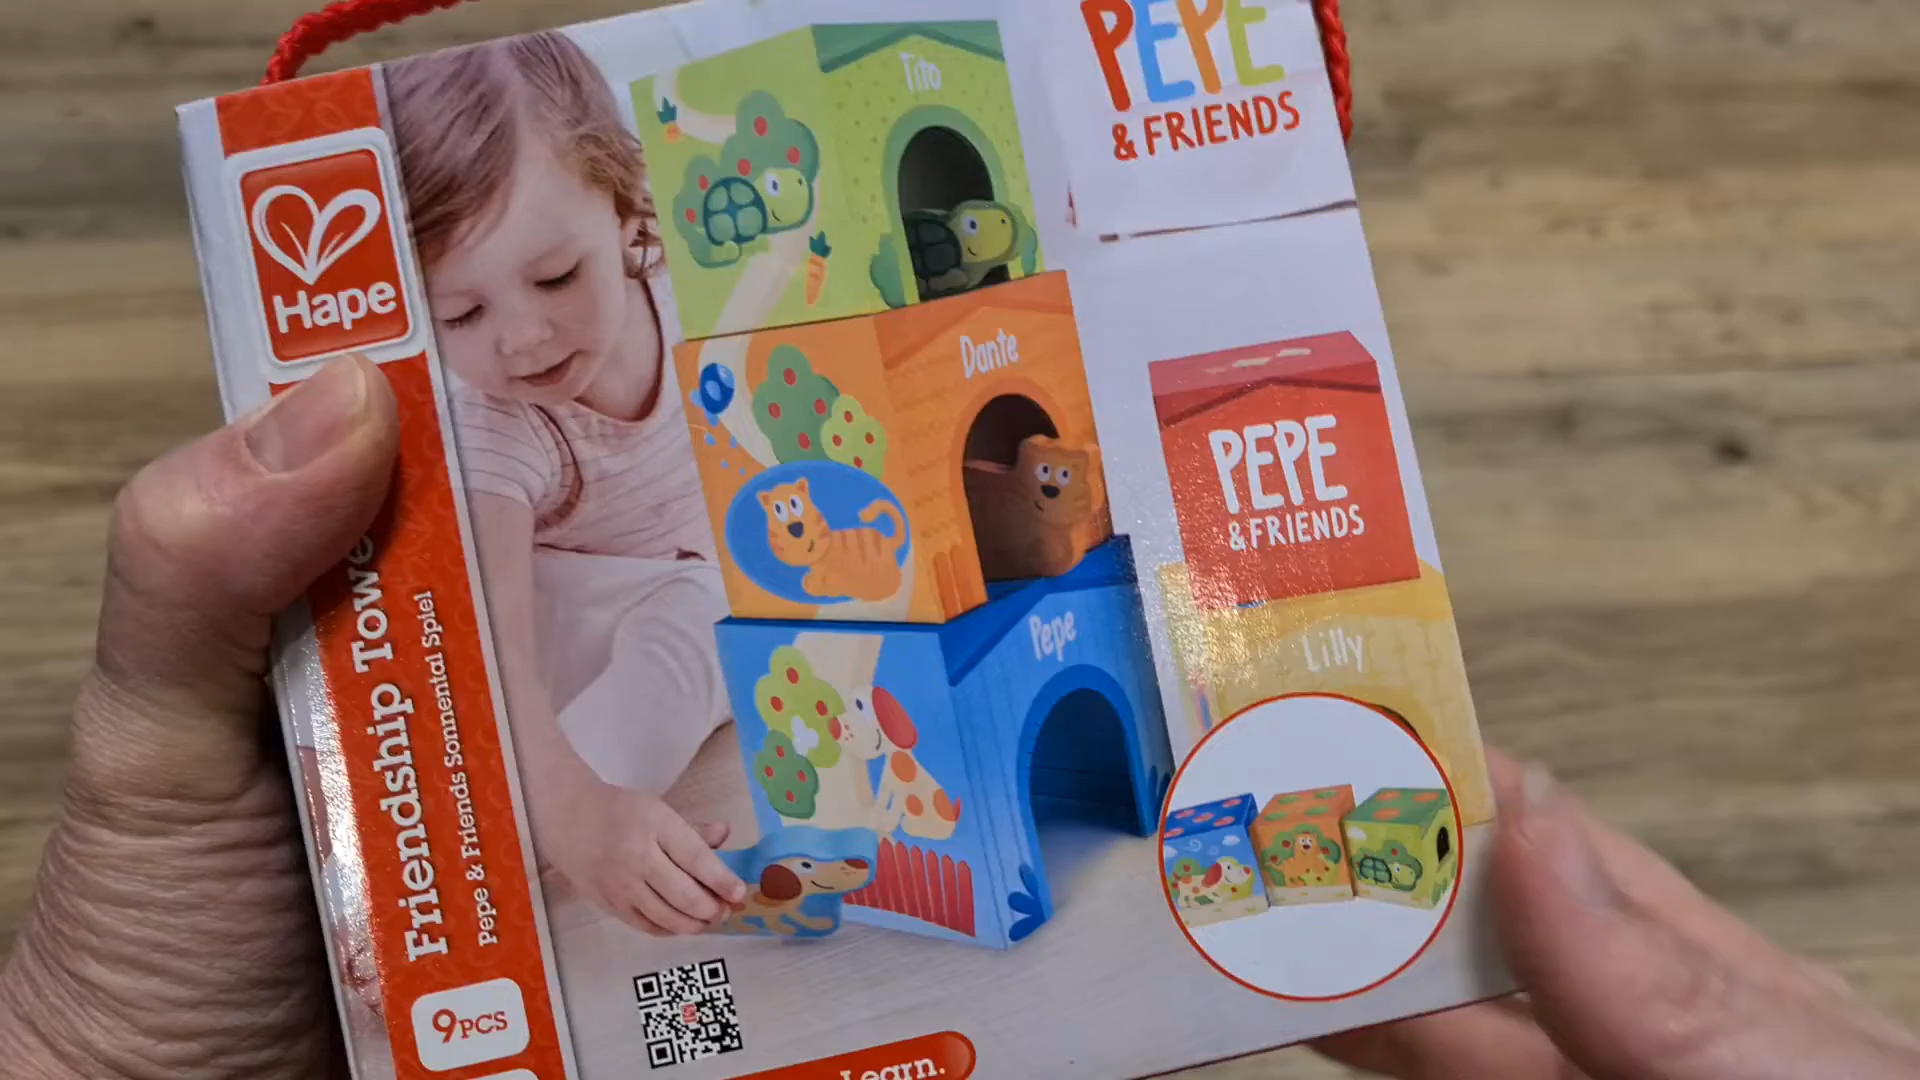 PEPE
& FRIENDS
Tito
Hape
Dante
PEPE
& FRIENDS
Pepe
Lilly
Friendship Towe
Pepe & Friends Sonnental Spiel
9PCS
Learn.